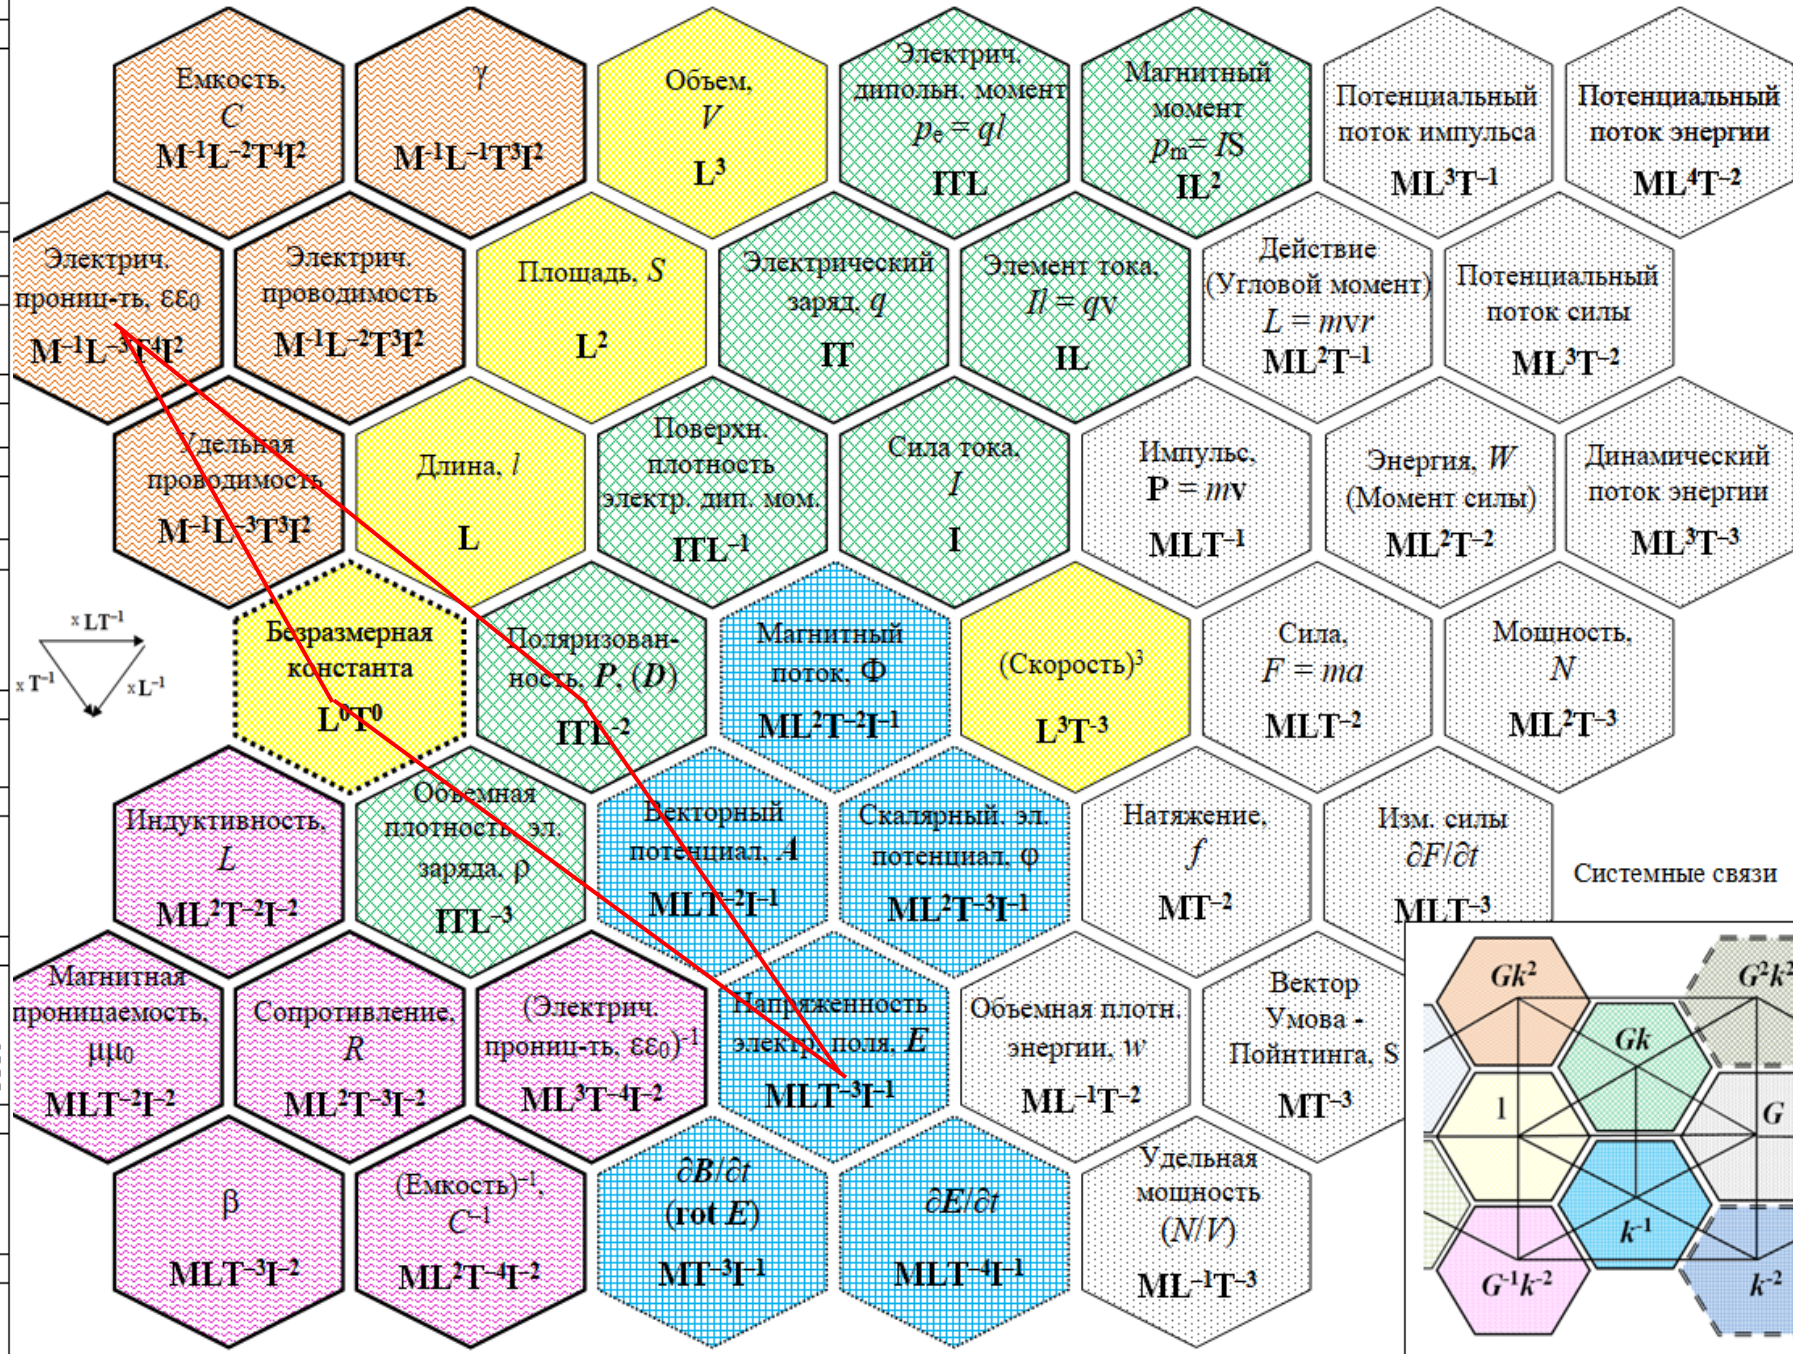 Емкость,
C
M⁻¹L⁻²T⁴I²
γ
M⁻¹L⁻¹T³I²
Объем,
V
L³
Электрич.
дипольн. момент
pₑ = ql
ITL
Магнитный
момент
pₘ= IS
IL²
Потенциальный
поток импульса
ML³T⁻¹
Потенциальный
поток энергии
ML⁴T⁻²
Электрич.
прониц-ть, εε₀
M⁻¹L⁻³T⁴I²
Электрич.
проводимость
M⁻¹L⁻²T³I²
Площадь, S
L²
Электрический
заряд, q
IT
Элемент тока,
Il = qv
IL
Действие
(Угловой момент)
L = mvr
ML²T⁻¹
Потенциальный
поток силы
ML³T⁻²
Удельная
проводимость
M⁻¹L⁻³T³I²
Длина, l
L
Поверхн.
плотность
электр. дип. мом.
ITL⁻¹
Сила тока,
I
I
Импульс,
P = mv
MLT⁻¹
Энергия, W
(Момент силы)
ML²T⁻²
Динамический
поток энергии
ML³T⁻³
x LT⁻¹
x T⁻¹
x L⁻¹
Безразмерная
константа
L⁰T⁰
Поляризован-
ность, P, (D)
ITL⁻²
Магнитный
поток, Φ
ML²T⁻²I⁻¹
(Скорость)³
L³T⁻³
Сила,
F = ma
MLT⁻²
Мощность,
N
ML²T⁻³
Индуктивность,
L
ML²T⁻²I⁻²
Объемная
плотность эл.
заряда, ρ
ITL⁻³
Векторный
потенциал, A
MLT⁻²I⁻¹
Скалярный. эл.
потенциал, φ
ML²T⁻³I⁻¹
Натяжение,
f
MT⁻²
Изм. силы
∂F/∂t
MLT⁻³
Системные связи
Магнитная
проницаемость,
μμ₀
MLT⁻²I⁻²
Сопротивление,
R
ML²T⁻³I⁻²
(Электрич.
прониц-ть, εε₀)⁻¹
ML³T⁻⁴I⁻²
Напряженность
электр. поля, E
MLT⁻³I⁻¹
Объемная плотн.
энергии, w
ML⁻¹T⁻²
Вектор
Умова -
Пойнтинга, S
MT⁻³
β
MLT⁻³I⁻²
(Емкость)⁻¹,
C⁻¹
ML²T⁻⁴I⁻²
∂B/∂t
(rot E)
MT⁻³I⁻¹
∂E/∂t
MLT⁻⁴I⁻¹
Удельная
мощность
(N/V)
ML⁻¹T⁻³
Gk²
G²k²
Gk
1
G
k⁻¹
G⁻¹k⁻²
k⁻²